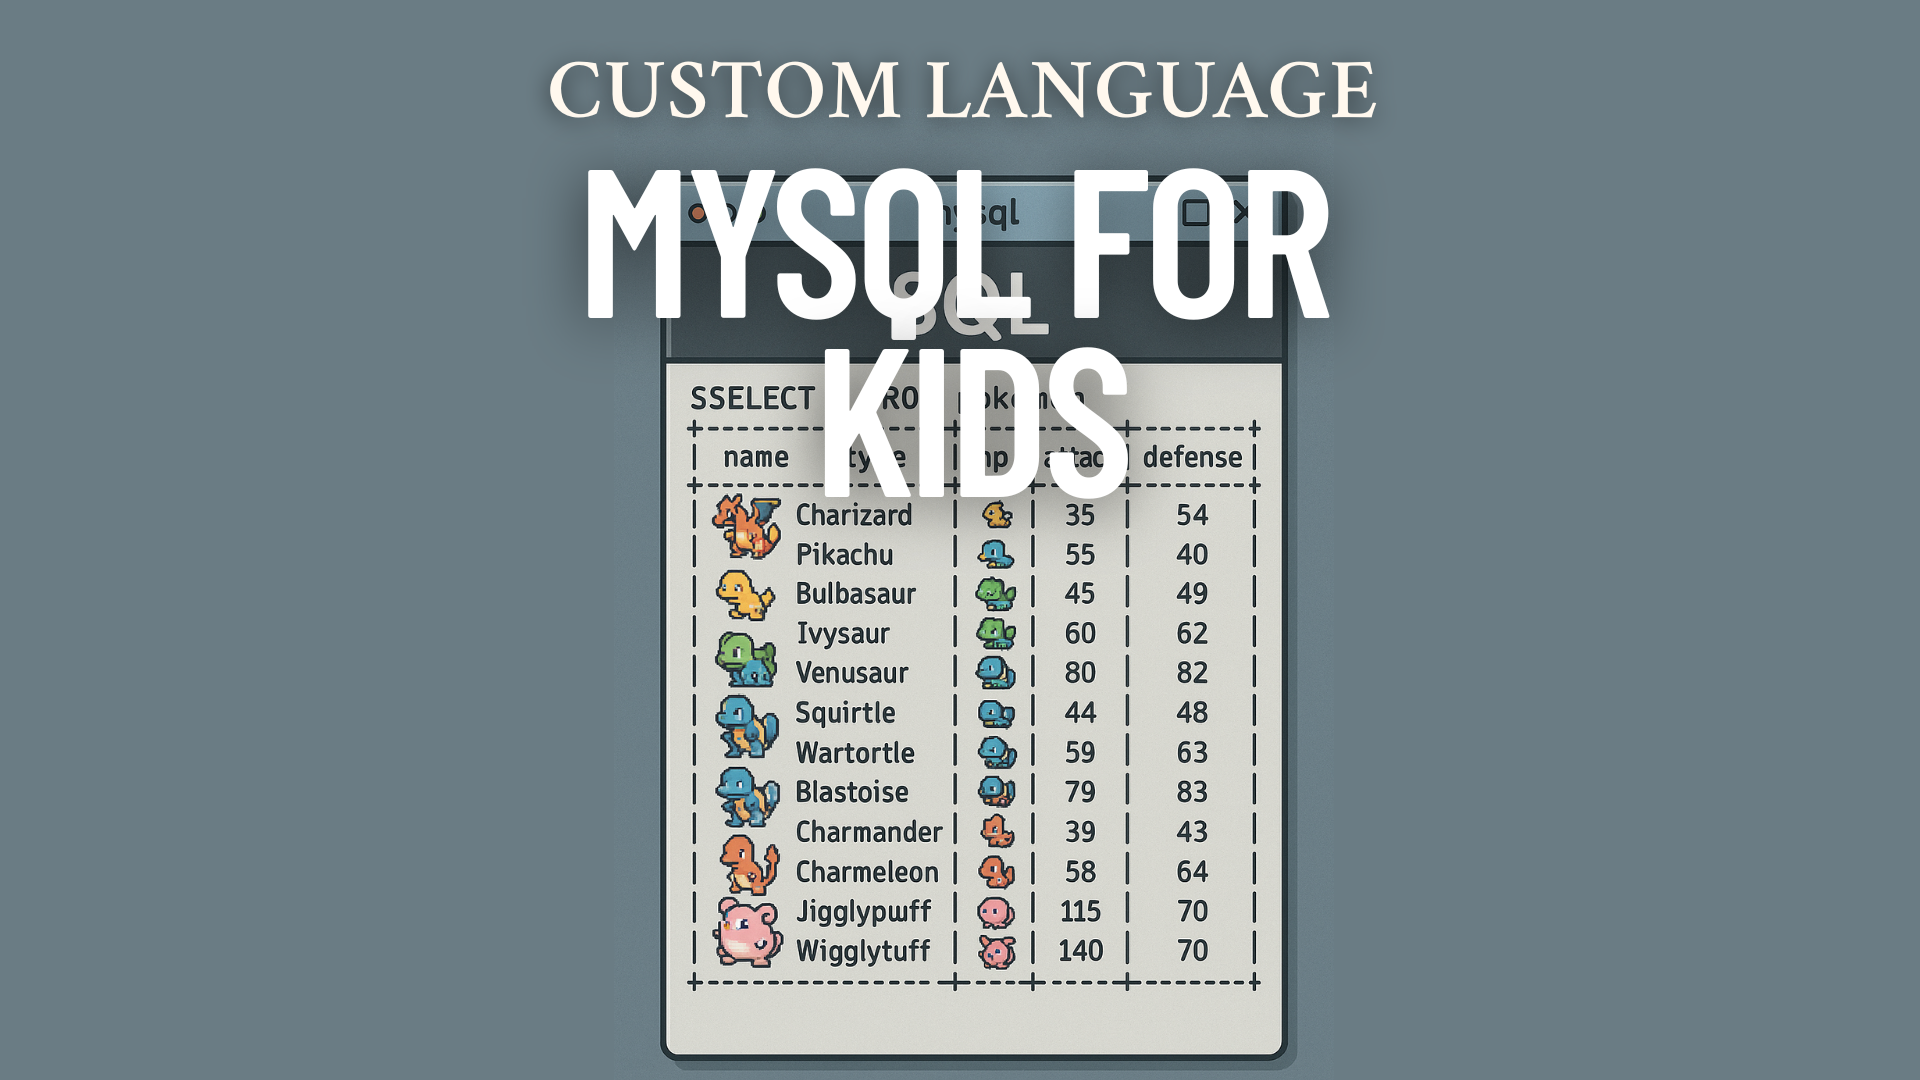 CUSTOM LANGUAGE
MYSQL FOR
KIDS
SQL
SSELECT
name defense
Charizard 35 54
Pikachu 55 40
Bulbasaur 45 49
Ivysaur 60 62
Venusaur 80 82
Squirtle 44 48
Wartortle 59 63
Blastoise 79 83
Charmander 39 43
Charmeleon 58 64
Jigglypuff 115 70
Wigglytuff 140 70